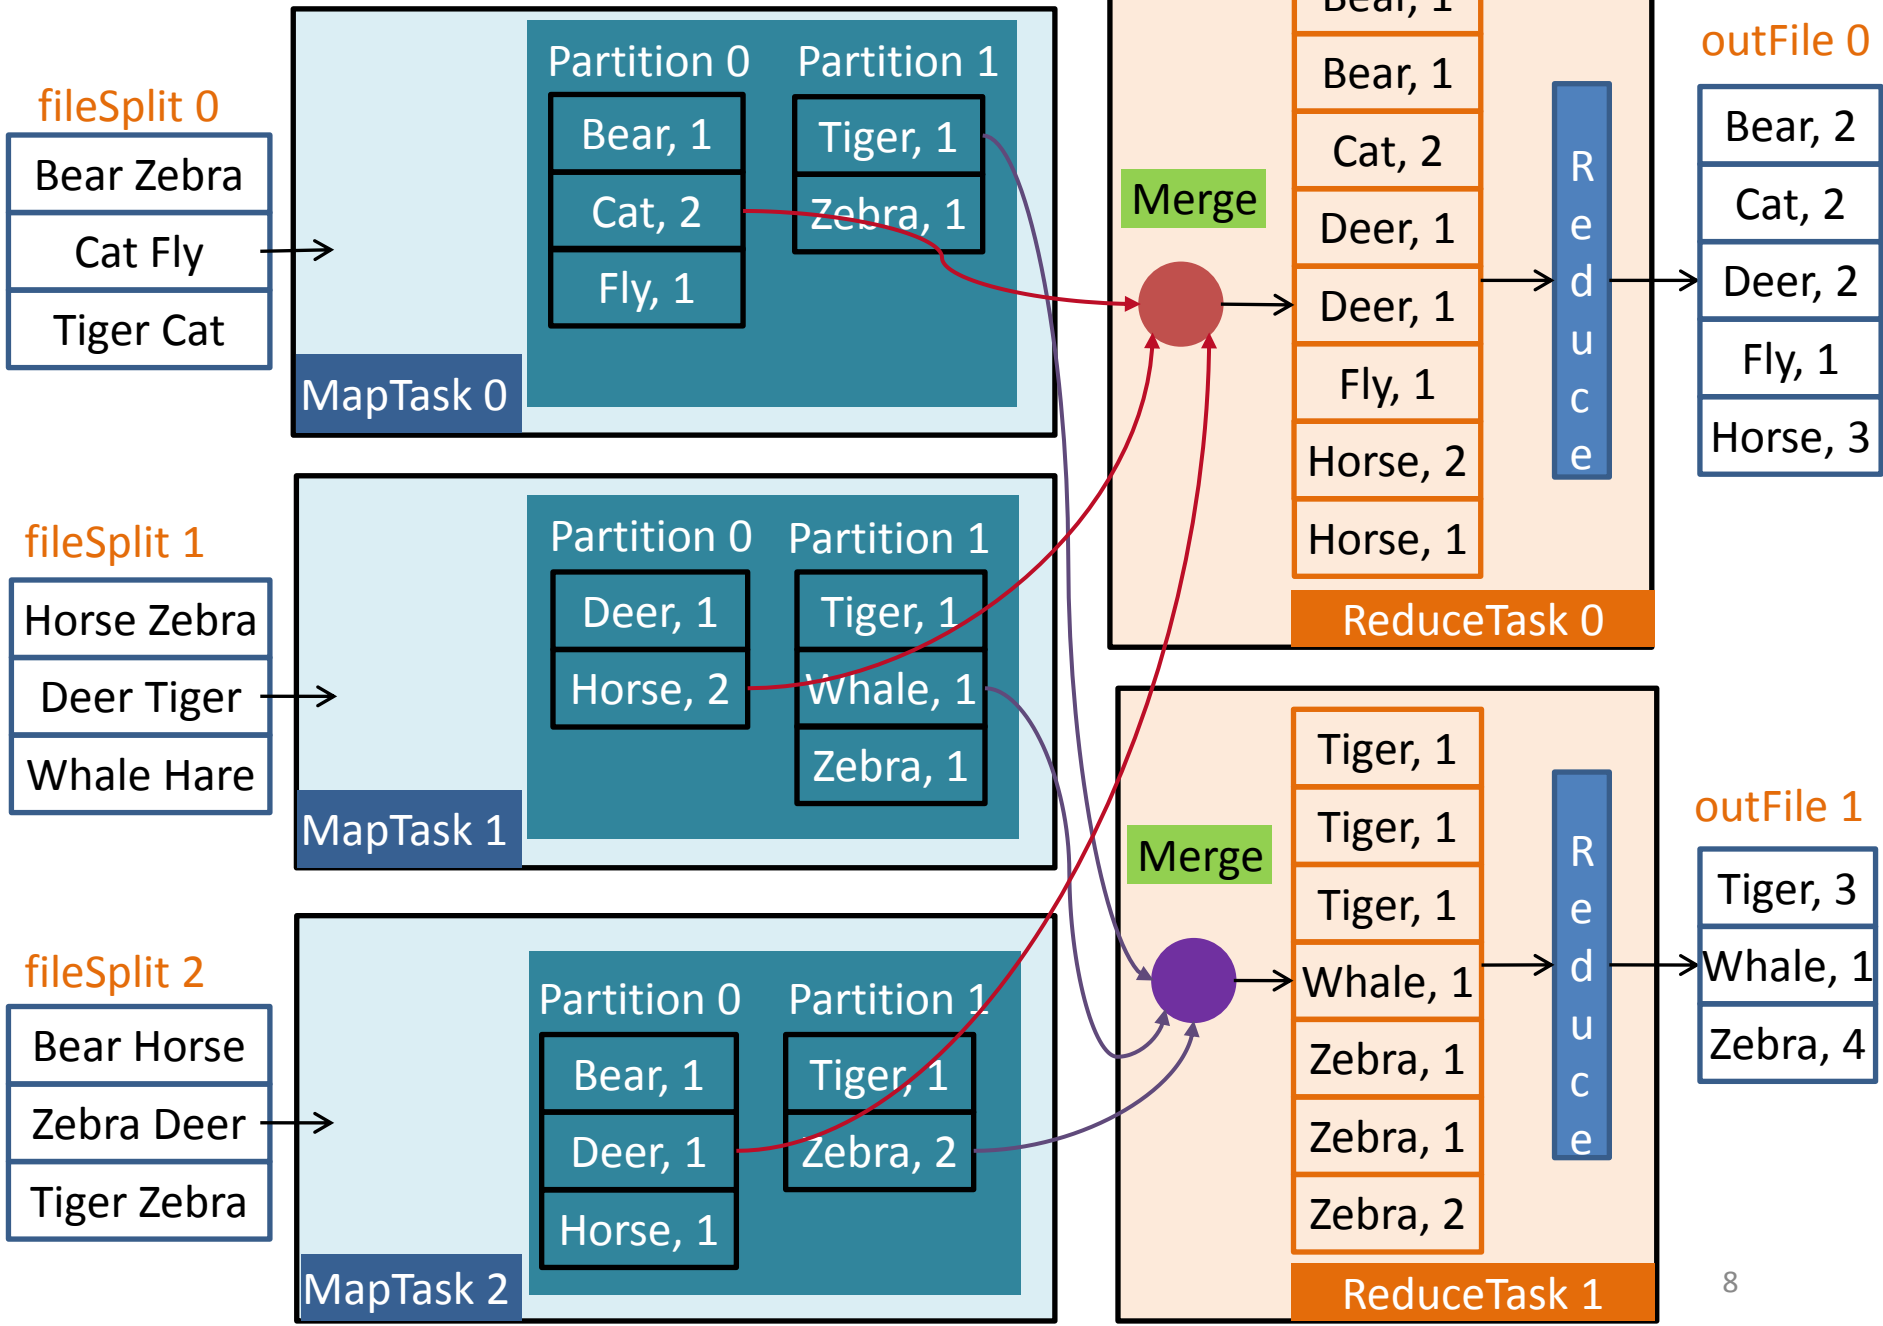 fileSplit 0
Bear Zebra
Cat Fly
Tiger Cat
MapTask 0
Partition 0
Bear, 1
Cat, 2
Fly, 1
Partition 1
Tiger, 1
Zebra, 1
fileSplit 1
Horse Zebra
Deer Tiger
Whale Hare
MapTask 1
Partition 0
Deer, 1
Horse, 2
Partition 1
Tiger, 1
Whale, 1
Zebra, 1
fileSplit 2
Bear Horse
Zebra Deer
Tiger Zebra
MapTask 2
Partition 0
Bear, 1
Deer, 1
Horse, 1
Partition 1
Tiger, 1
Zebra, 2
Merge
Bear, 1
Bear, 1
Cat, 2
Deer, 1
Deer, 1
Fly, 1
Horse, 2
Horse, 1
Reduce
ReduceTask 0
outFile 0
Bear, 2
Cat, 2
Deer, 2
Fly, 1
Horse, 3
Merge
Tiger, 1
Tiger, 1
Tiger, 1
Whale, 1
Zebra, 1
Zebra, 1
Zebra, 2
Reduce
ReduceTask 1
outFile 1
Tiger, 3
Whale, 1
Zebra, 4
8